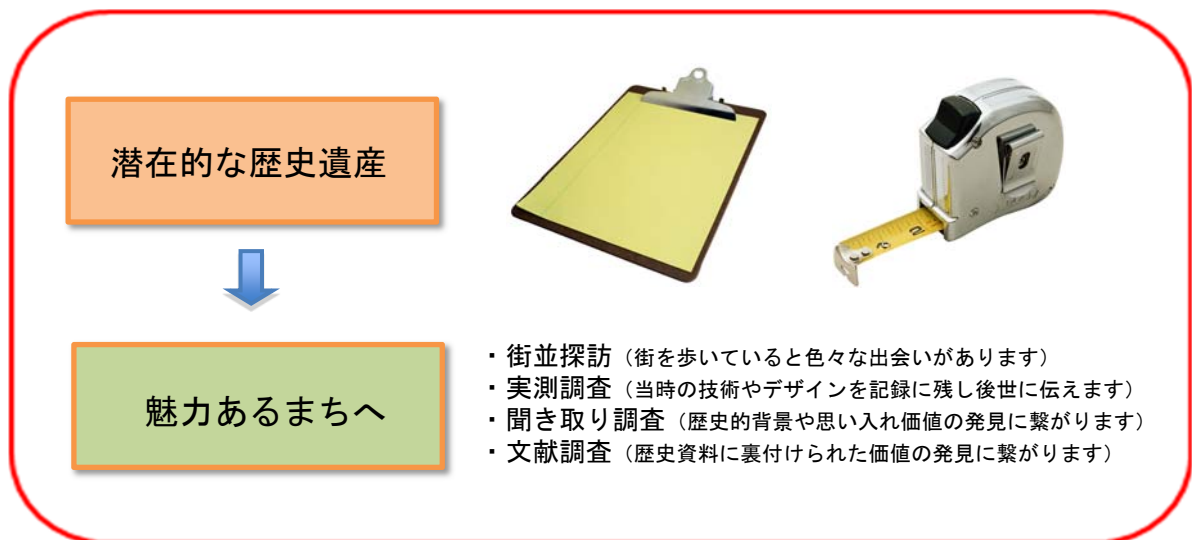 潜在的な歴史遺産
魅力あるまちへ
・街並探訪（街を歩いていると色々な出会いがあります）
・実測調査（当時の技術やデザインを記録に残し後世に伝えます）
・聞き取り調査（歴史的背景や思い入れ価値の発見に繋がります）
・文献調査（歴史資料に裏付けられた価値の発見に繋がります）